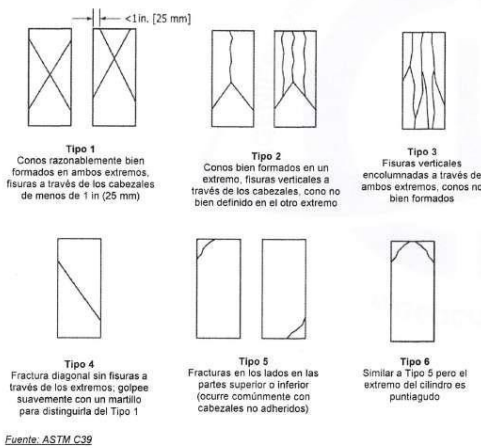 <1in. [25 mm]
Tipo 1
Conos razonablemente bien
formados en ambos extremos,
fisuras a través de los cabezales
de menos de 1 in (25 mm)
Tipo 2
Conos bien formados en un
extremo, fisuras verticales a
través de los cabezales, cono no
bien definido en el otro extremo
Tipo 3
Fisuras verticales
encolumnadas a través de
ambos extremos, conos no
bien formados
Tipo 4
Fractura diagonal sin fisuras a
través de los extremos; golpee
suavemente con un martillo
para distinguirla del Tipo 1
Tipo 5
Fracturas en los lados en las
partes superior o inferior
(ocurre comúnmente con
cabezales no adheridos)
Tipo 6
Similar a Tipo 5 pero el
extremo del cilindro es
puntiagudo
Fuente: ASTM C39